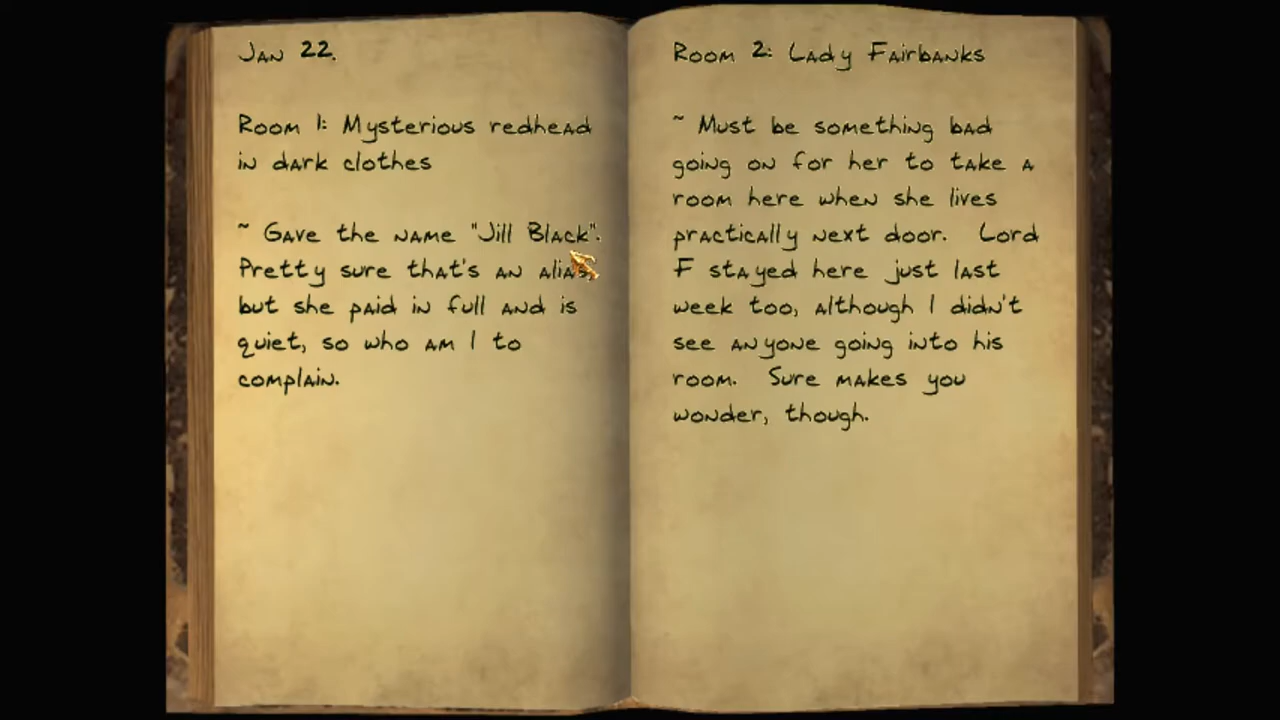 Jan 22.
Room 1: Mysterious redhead
in dark clothes
~ Gave the name "Jill Black".
Pretty sure that's an alias,
but she paid in full and is
quiet, so who am I to
complain.
Room 2: Lady Fairbanks
~ Must be something bad
going on for her to take a
room here when she lives
practically next door. Lord
F stayed here just last
week too, although I didn't
see anyone going into his
room. Sure makes you
wonder, though.